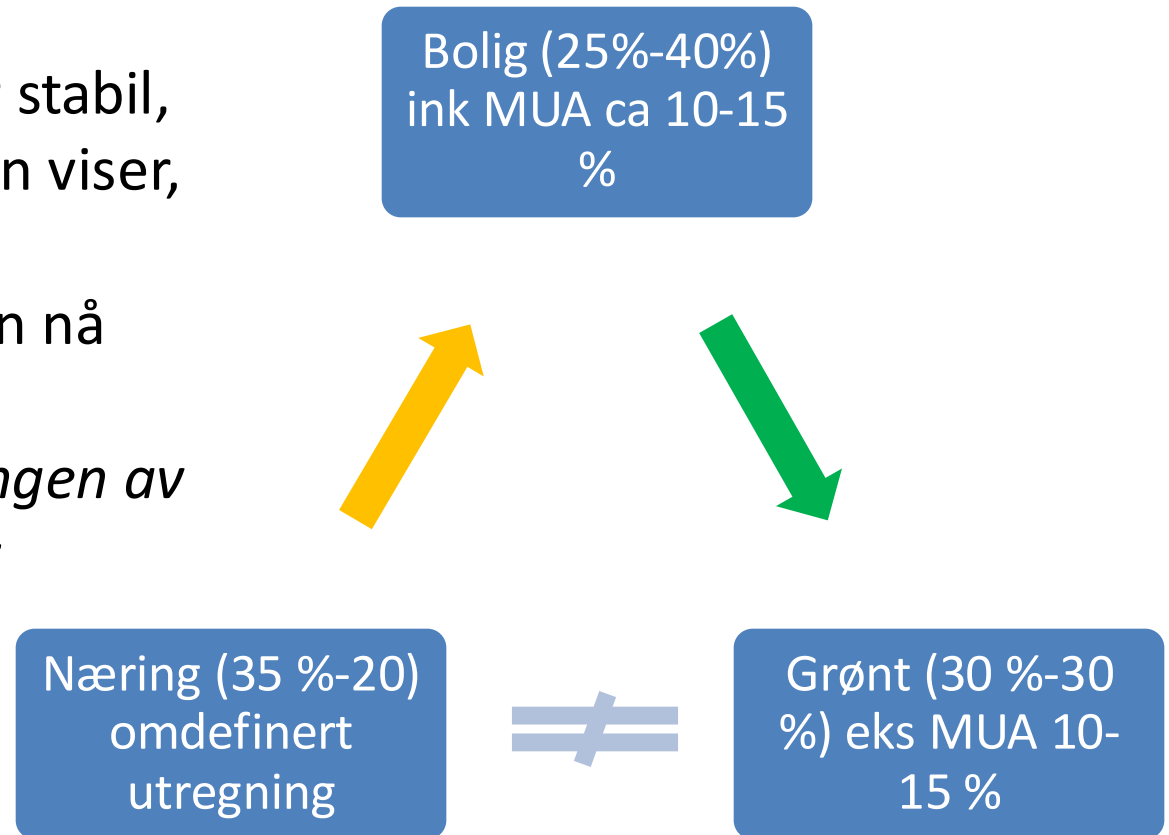 stabil,
n viser,
n nå
ngen av
Bolig (25%-40%)
ink MUA ca 10-15
%
Næring (35 %-20)
omdefinert
utregning
Grønt (30 %-30
%) eks MUA 10-
15 %